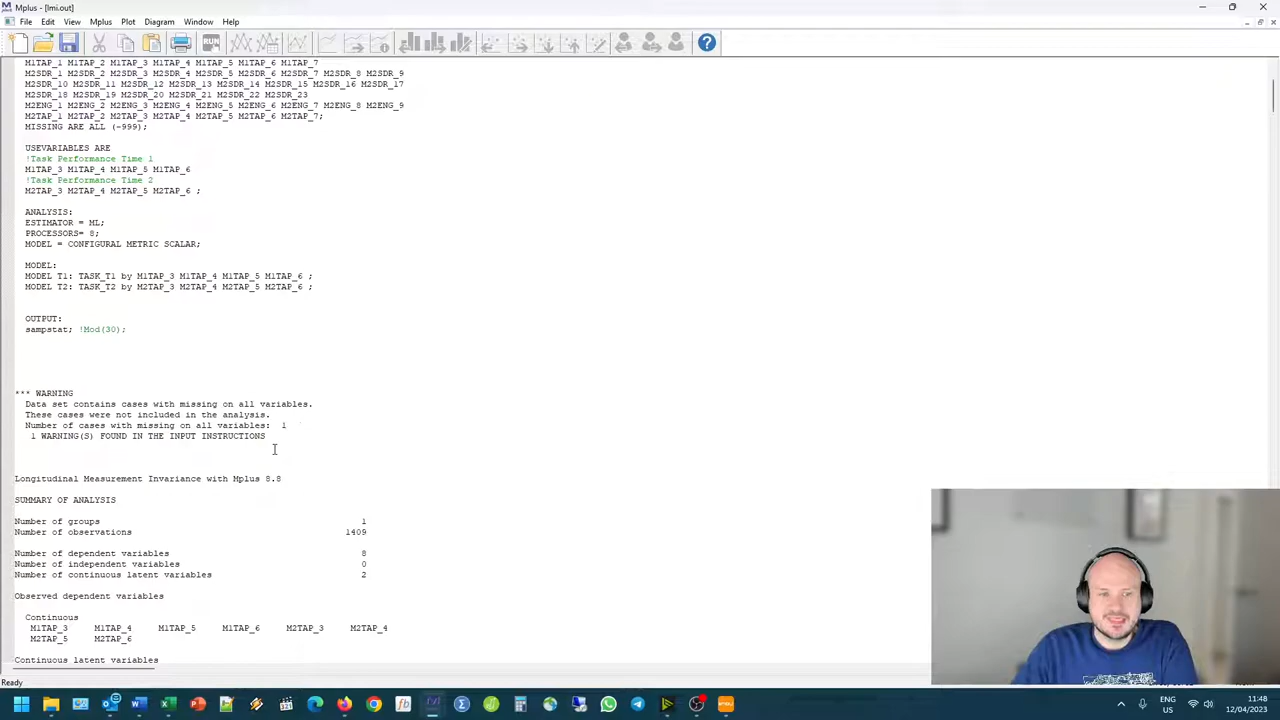 Mplus - [lmi.out]
File Edit View Mplus Plot Diagram Window Help
RUN
M1TAP_1 M1TAP_2 M1TAP_3 M1TAP_4 M1TAP_5 M1TAP_6 M1TAP_7
M2SDR_1 M2SDR_2 M2SDR_3 M2SDR_4 M2SDR_5 M2SDR_6 M2SDR_7 M2SDR_8 M2SDR_9
M2SDR_10 M2SDR_11 M2SDR_12 M2SDR_13 M2SDR_14 M2SDR_15 M2SDR_16 M2SDR_17
M2SDR_18 M2SDR_19 M2SDR_20 M2SDR_21 M2SDR_22 M2SDR_23
M2ENG_1 M2ENG_2 M2ENG_3 M2ENG_4 M2ENG_5 M2ENG_6 M2ENG_7 M2ENG_8 M2ENG_9
M2TAP_1 M2TAP_2 M2TAP_3 M2TAP_4 M2TAP_5 M2TAP_6 M2TAP_7;
MISSING ARE ALL (-999);
USEVARIABLES ARE
!Task Performance Time 1
M1TAP_3 M1TAP_4 M1TAP_5 M1TAP_6
!Task Performance Time 2
M2TAP_3 M2TAP_4 M2TAP_5 M2TAP_6 ;
ANALYSIS:
ESTIMATOR = ML;
PROCESSORS= 8;
MODEL = CONFIGURAL METRIC SCALAR;
MODEL:
MODEL T1: TASK_T1 by M1TAP_3 M1TAP_4 M1TAP_5 M1TAP_6 ;
MODEL T2: TASK_T2 by M2TAP_3 M2TAP_4 M2TAP_5 M2TAP_6 ;
OUTPUT:
sampstat; !Mod(30);
*** WARNING
Data set contains cases with missing on all variables.
These cases were not included in the analysis.
Number of cases with missing on all variables: 1
1 WARNING(S) FOUND IN THE INPUT INSTRUCTIONS
Longitudinal Measurement Invariance with Mplus 8.8
SUMMARY OF ANALYSIS
Number of groups 1
Number of observations 1409
Number of dependent variables 8
Number of independent variables 0
Number of continuous latent variables 2
Observed dependent variables
Continuous
M1TAP_3 M1TAP_4 M1TAP_5 M1TAP_6 M2TAP_3 M2TAP_4
M2TAP_5 M2TAP_6
Continuous latent variables
Ready
ENG
US
11:48
12/04/2023